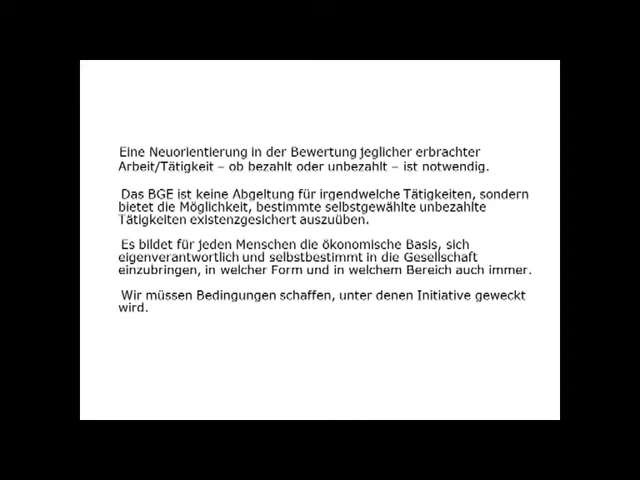 Eine Neuorientierung in der Bewertung jeglicher erbrachter
Arbeit/Tätigkeit – ob bezahlt oder unbezahlt – ist notwendig.
Das BGE ist keine Abgeltung für irgendwelche Tätigkeiten, sondern
bietet die Möglichkeit, bestimmte selbstgewählte unbezahlte
Tätigkeiten existenzgesichert auszuüben.
Es bildet für jeden Menschen die ökonomische Basis, sich
eigenverantwortlich und selbstbestimmt in die Gesellschaft
einzubringen, in welcher Form und in welchem Bereich auch immer.
Wir müssen Bedingungen schaffen, unter denen Initiative geweckt
wird.